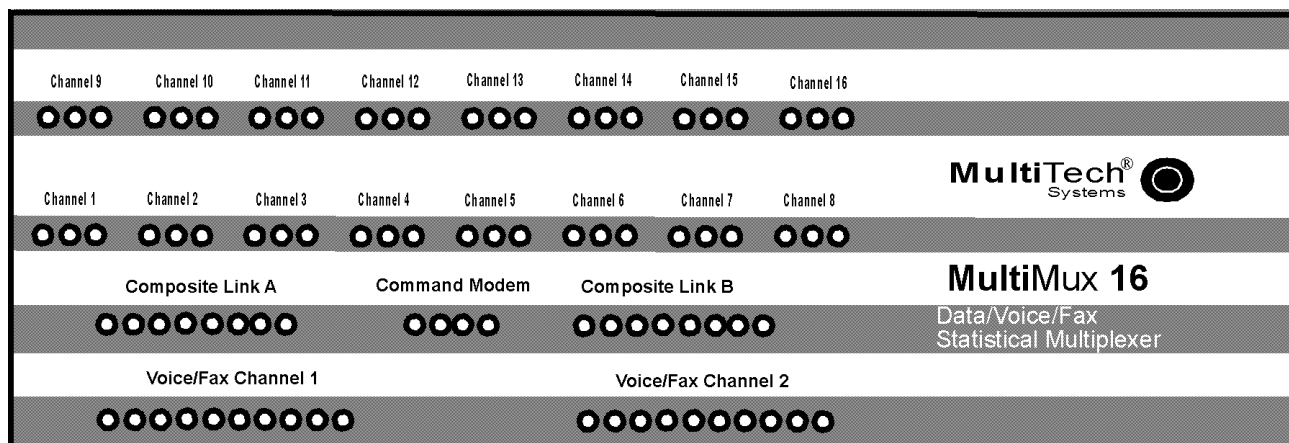 Channel 9 Channel 10 Channel 11 Channel 12 Channel 13 Channel 14 Channel 15 Channel 16
MultiTech®
Systems
Channel 1 Channel 2 Channel 3 Channel 4 Channel 5 Channel 6 Channel 7 Channel 8
Composite Link A Command Modem Composite Link B
MultiMux 16
Data/Voice/Fax
Statistical Multiplexer
Voice/Fax Channel 1 Voice/Fax Channel 2